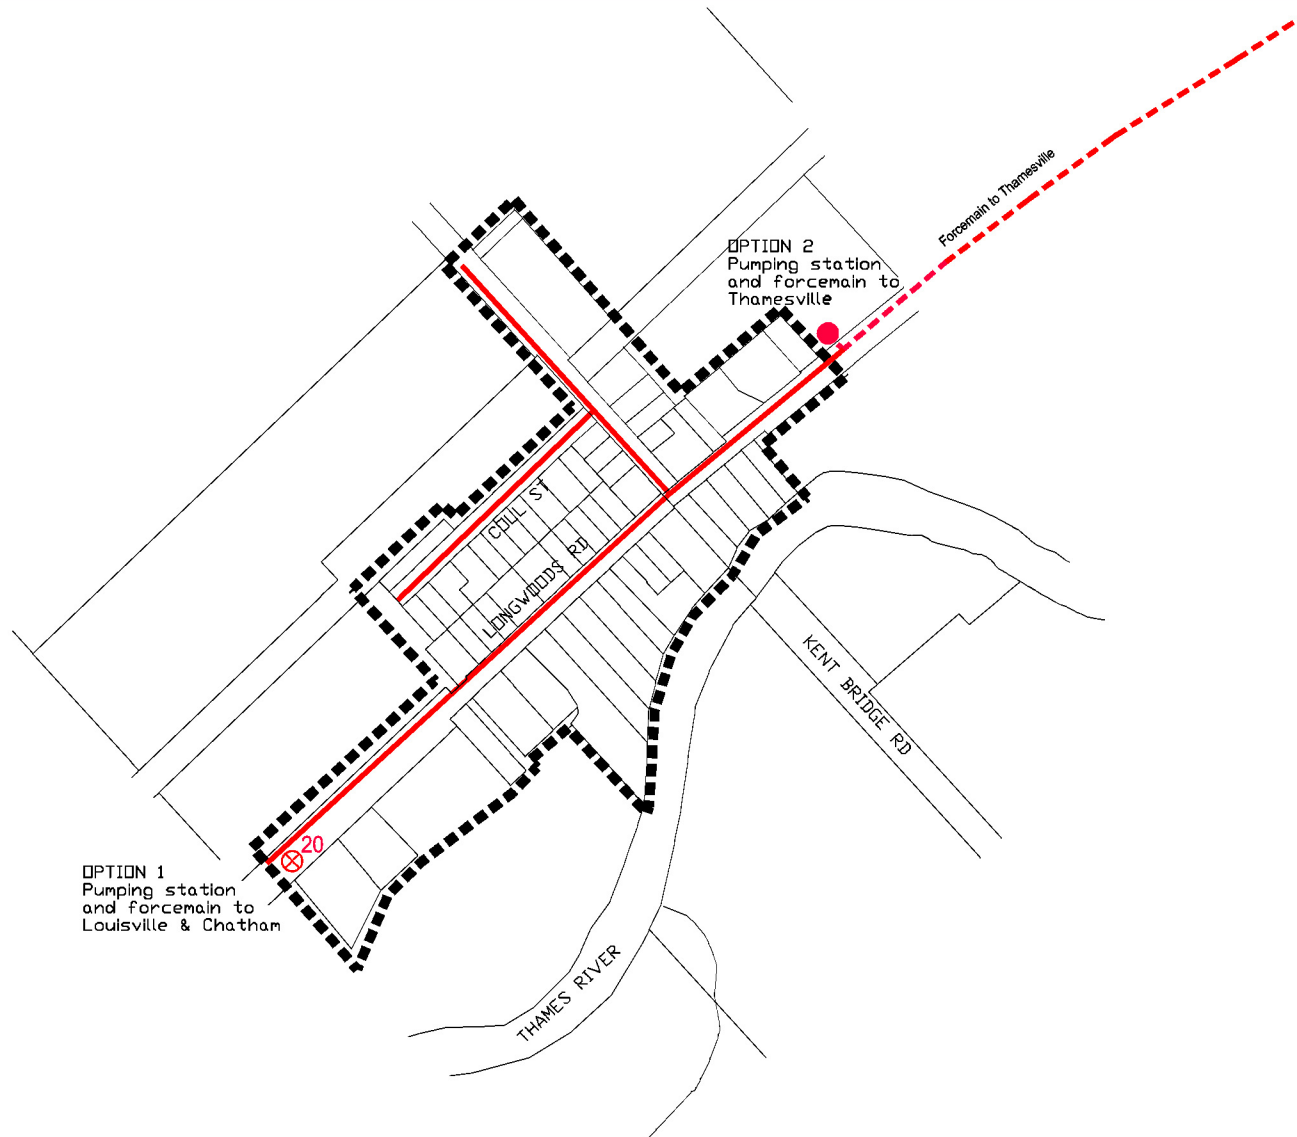 Forcemain to Thamesville
OPTION 2
Pumping station
and forcemain to
Thamesville
COLL ST
LONGWOODS RD
KENT BRIDGE RD
20
OPTION 1
Pumping station
and forcemain to
Louisville & Chatham
THAMES RIVER